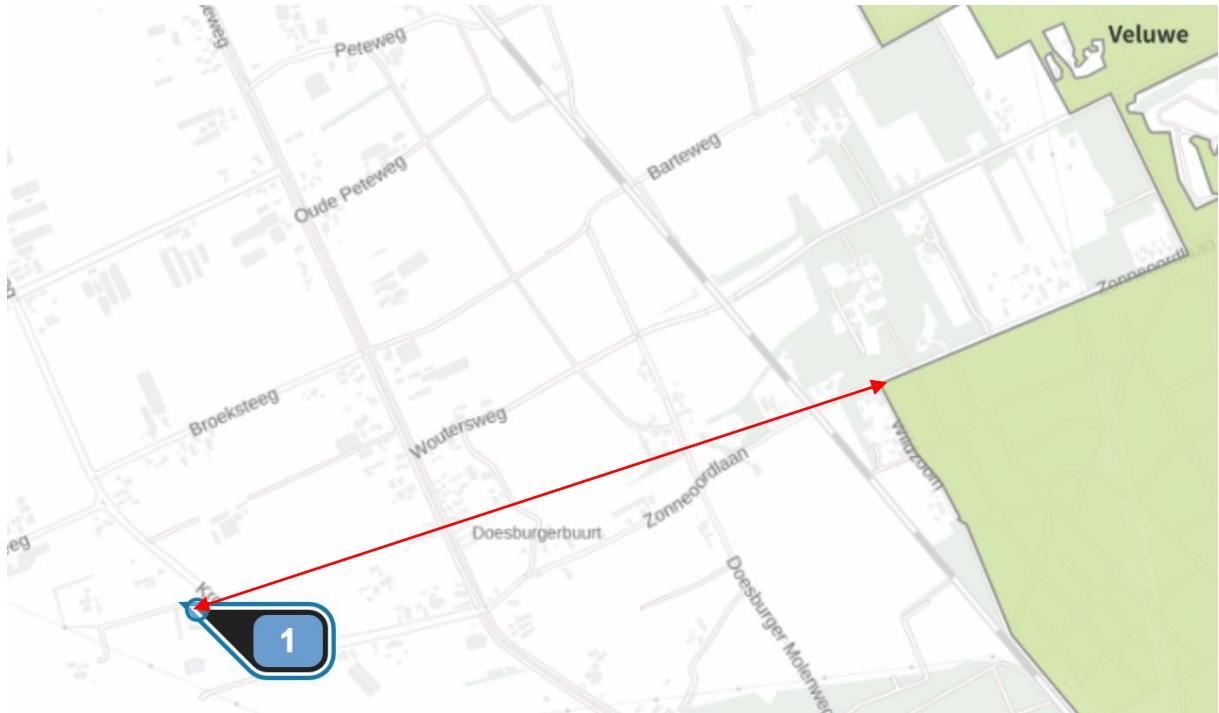 Veluwe
Peteweg
Barteweg
Oude Peteweg
Zonneoordlaan
Broeksteeg
Woutersweg
Wildzoom
Zonneoordlaan
Doesburgerbuurt
Doesburger Molenweg
1